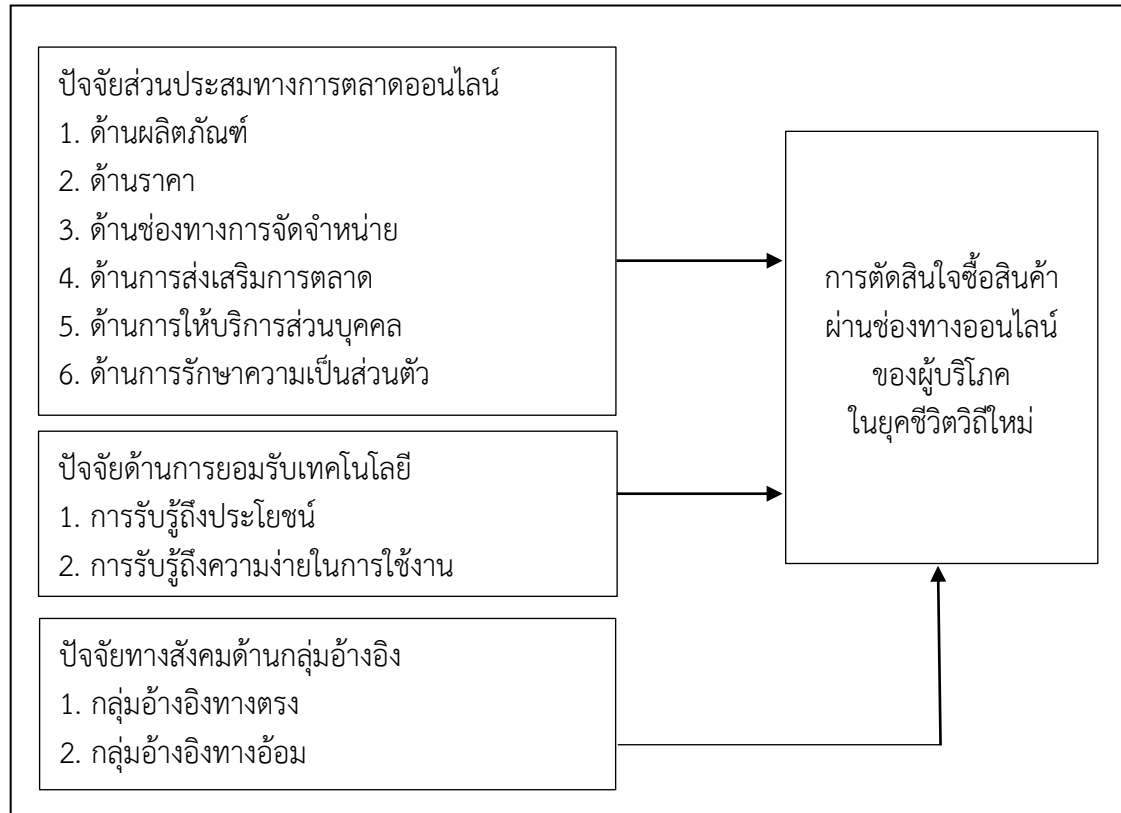 ปัจจัยส่วนประสมทางการตลาดออนไลน์
1. ด้านผลิตภัณฑ์
2. ด้านราคา
3. ด้านช่องทางการจัดจำหน่าย
4. ด้านการส่งเสริมการตลาด
5. ด้านการให้บริการส่วนบุคคล
6. ด้านการรักษาความเป็นส่วนตัว
ปัจจัยด้านการยอมรับเทคโนโลยี
1. การรับรู้ถึงประโยชน์
2. การรับรู้ถึงความง่ายในการใช้งาน
ปัจจัยทางสังคมด้านกลุ่มอ้างอิง
1. กลุ่มอ้างอิงทางตรง
2. กลุ่มอ้างอิงทางอ้อม
การตัดสินใจซื้อสินค้า
ผ่านช่องทางออนไลน์
ของผู้บริโภค
ในยุคชีวิตวิถีใหม่